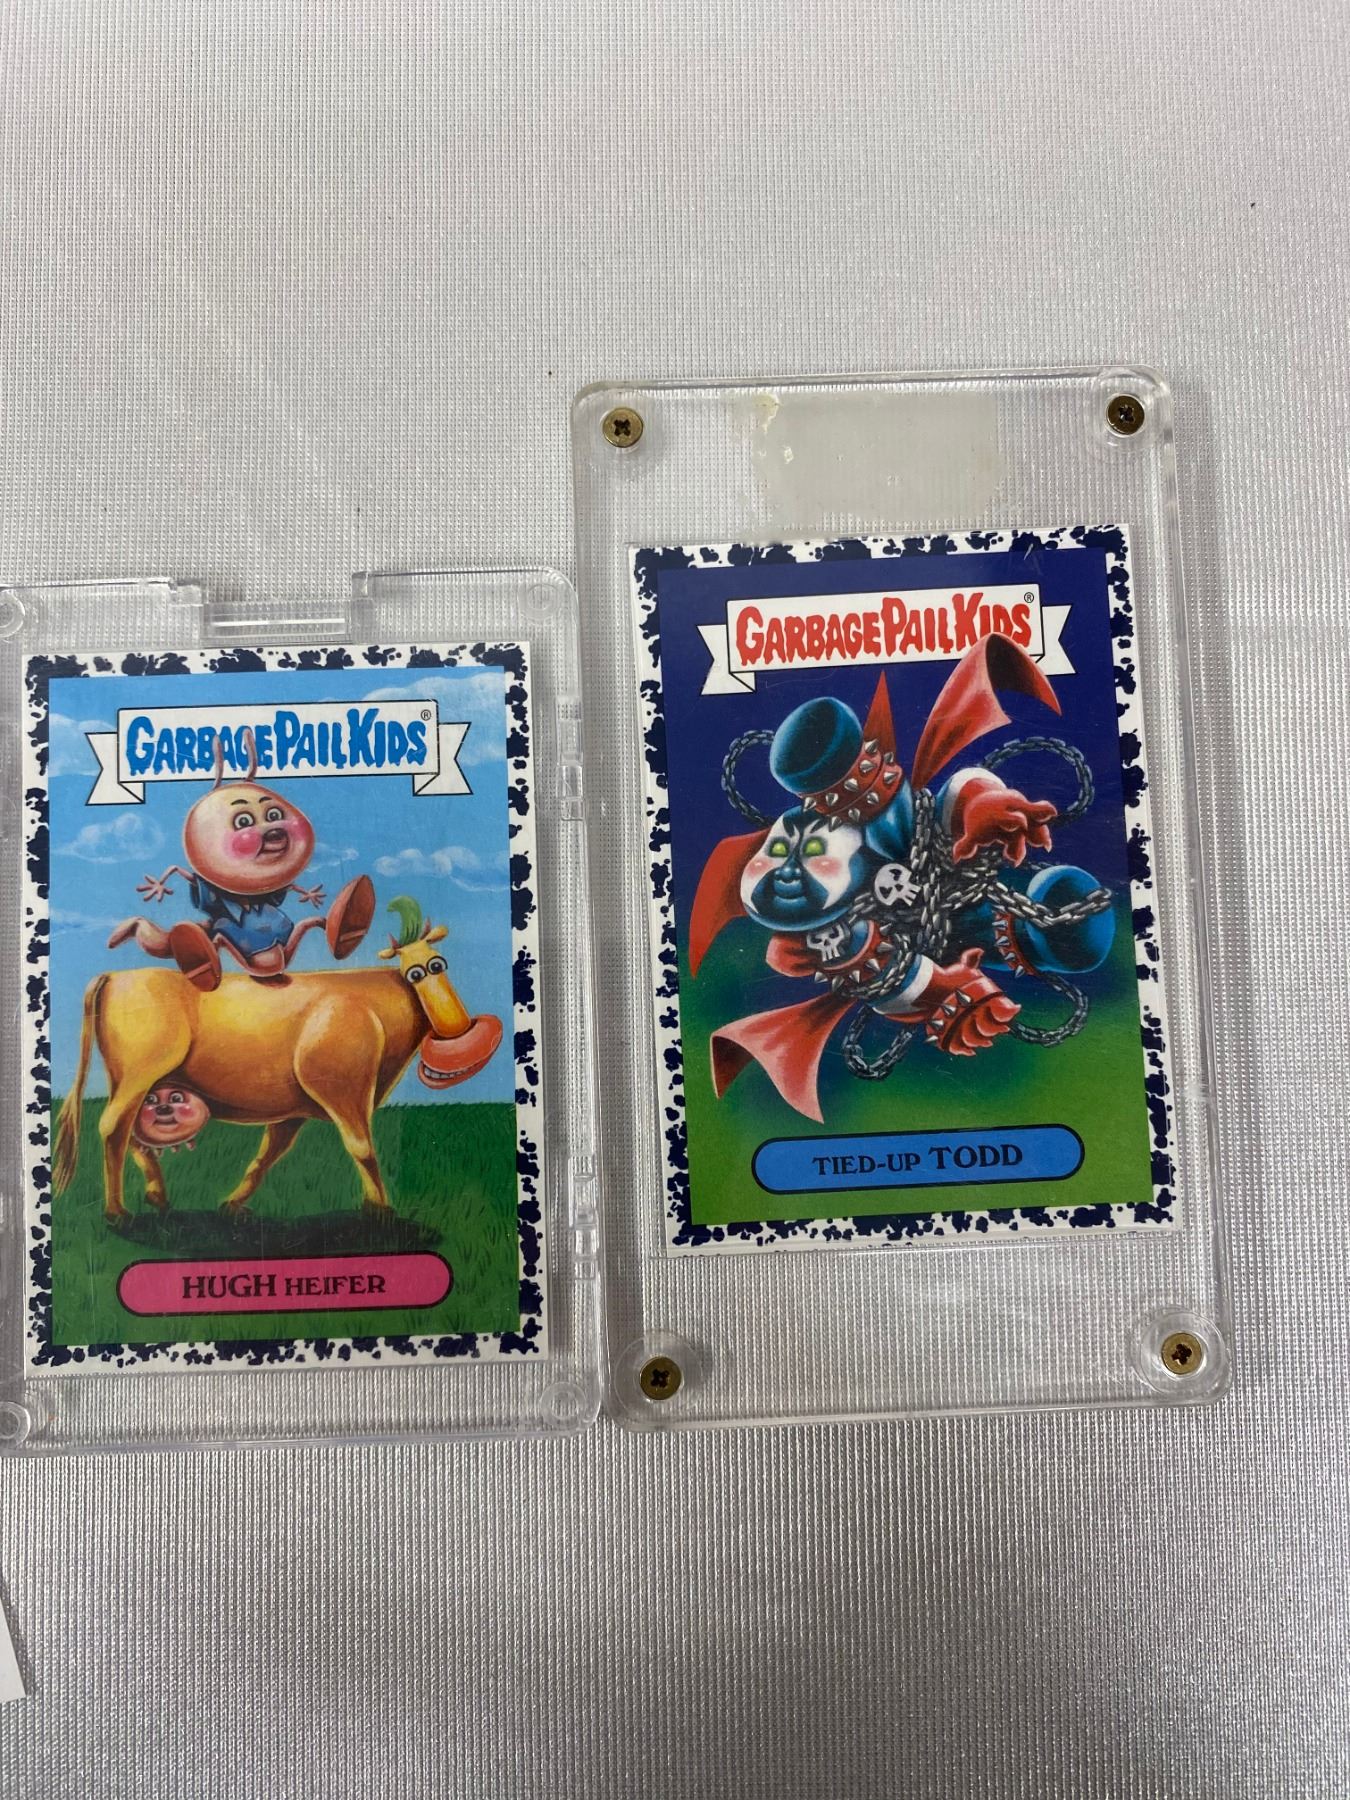 GARBAGE PAIL KIDS®
HUGH HEIFER
GARBAGE PAIL KIDS®
TIED-UP TODD